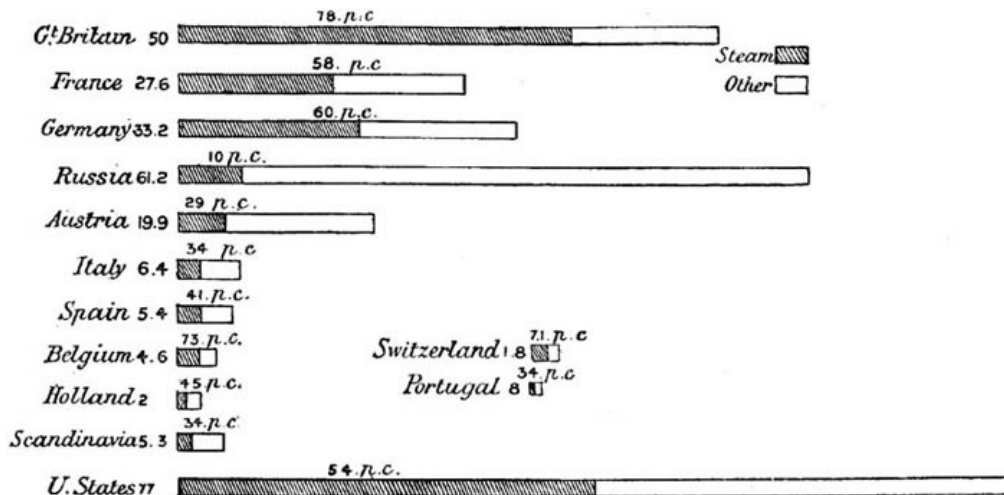 78. p.c
Gt. Britain 50
Steam
Other
58. p.c
France 27.6
60. p.c.
Germany 33.2
10 p.c.
Russia 61.2
29 p.c.
Austria 19.9
34 p.c
Italy 6.4
41. p.c.
Spain 5.4
73. p.c.
Belgium 4.6
71. p.c
Switzerland 1.8
45 p.c.
Holland 2
34. p.c
Portugal 8
34. p.c.
Scandinavia 5.3
54. p.c.
U. States 77